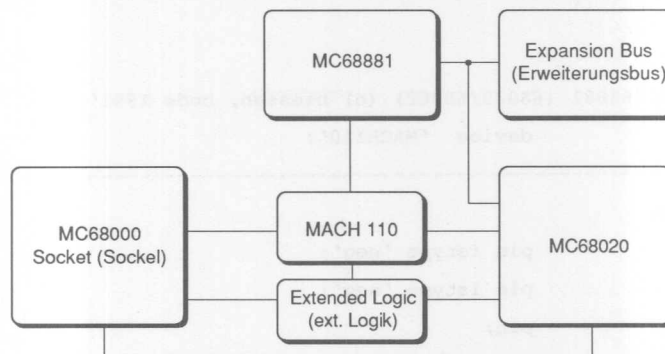 MC68881
Expansion Bus
(Erweiterungsbus)
MC68000
Socket (Sockel)
MACH 110
MC68020
Extended Logic
(ext. Logik)